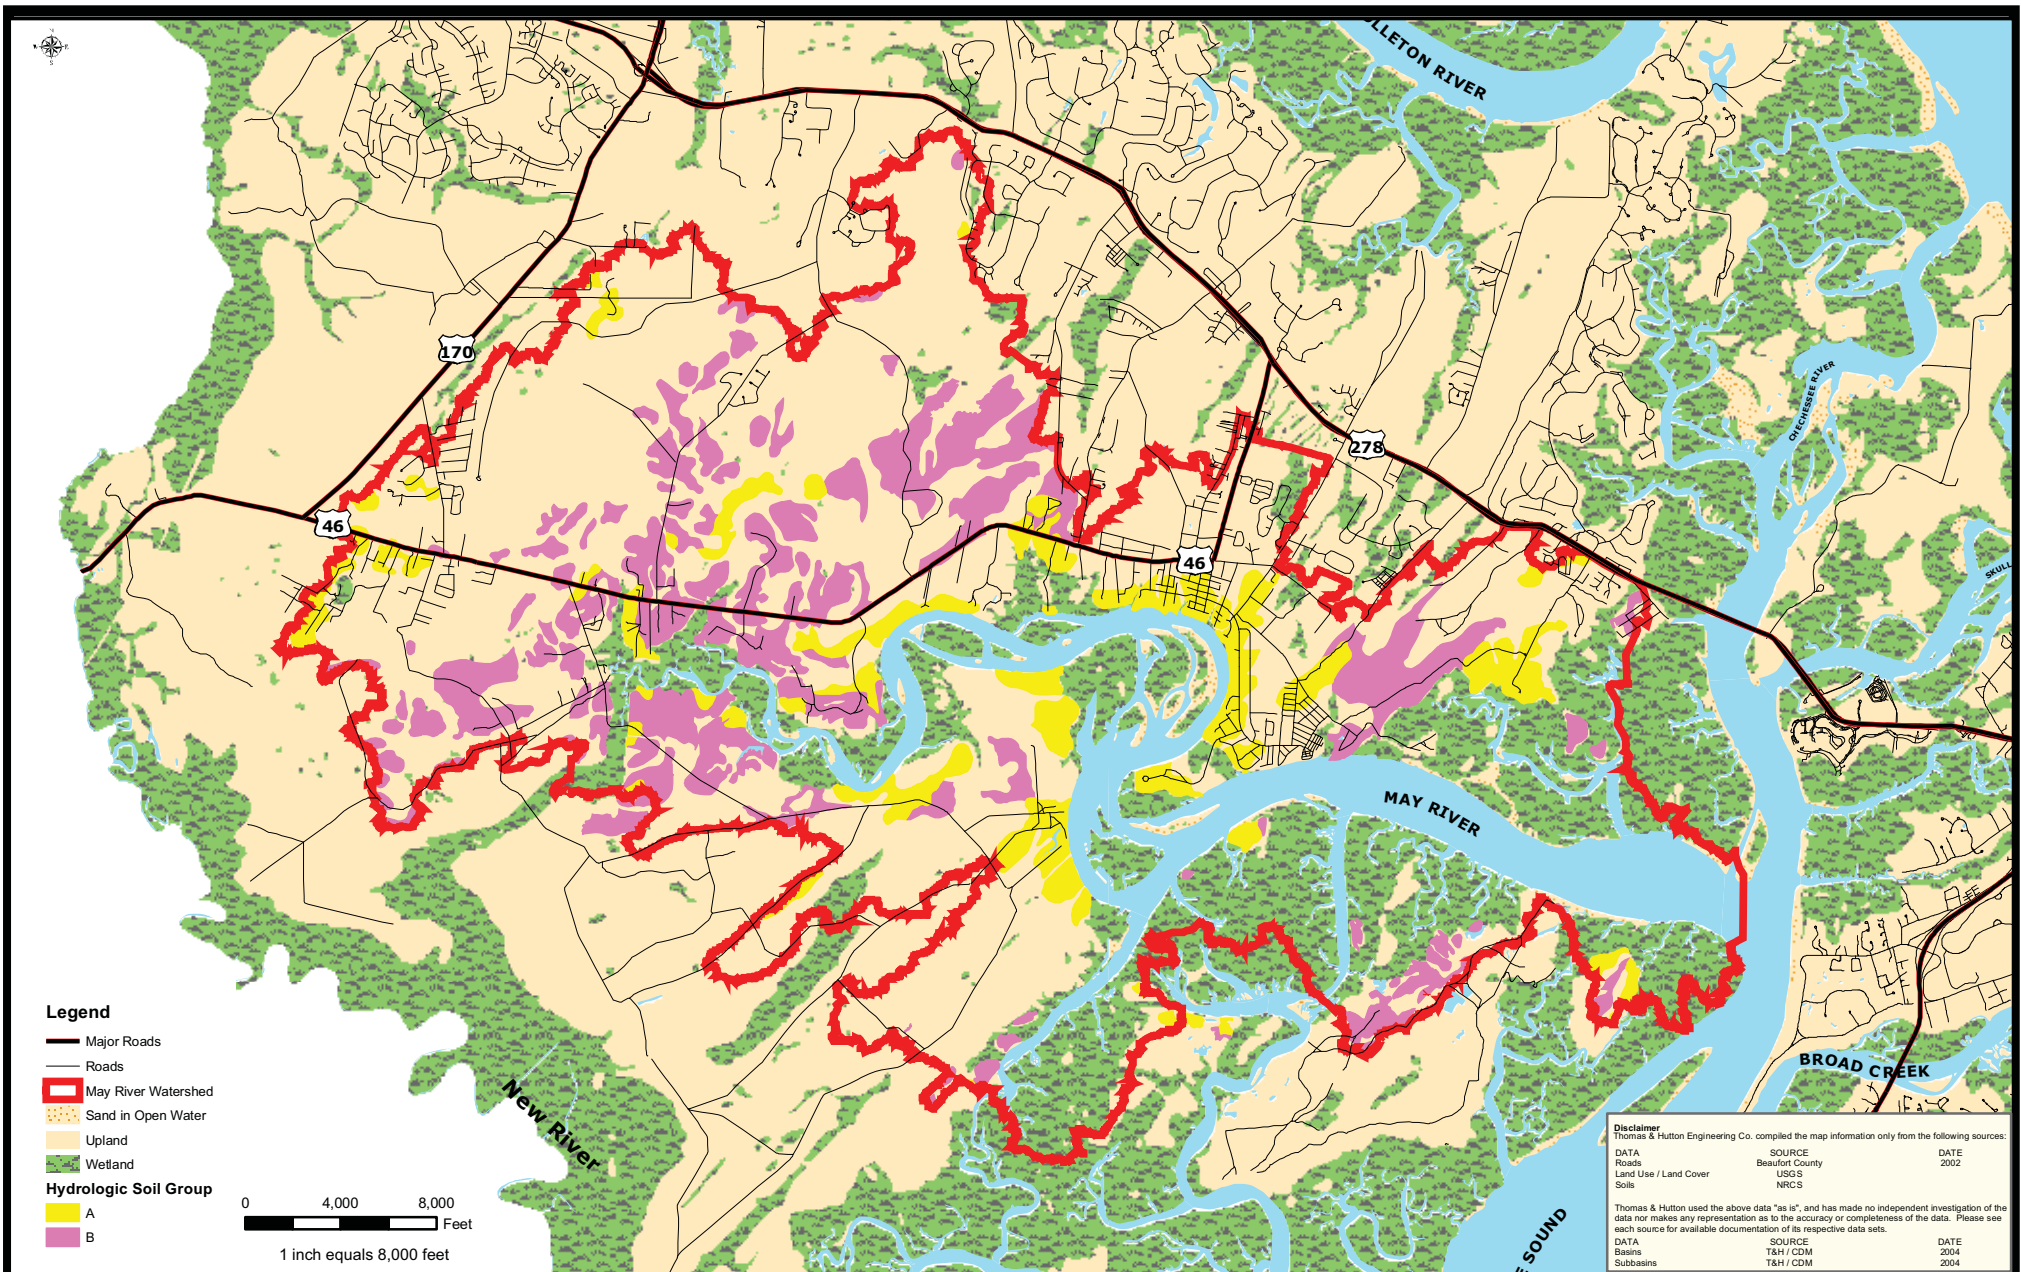 OLLETON RIVER
CHECHESSEE RIVER
SKULL
170
278
46
46
MAY RIVER
BROAD CREEK
New River
E SOUND
Legend
Major Roads
Roads
May River Watershed
Sand in Open Water
Upland
Wetland
Hydrologic Soil Group
A
B
0 4,000 8,000
Feet
1 inch equals 8,000 feet
Disclaimer
Thomas & Hutton Engineering Co. compiled the map information only from the following sources:
DATA SOURCE DATE
Roads Beaufort County 2002
Land Use / Land Cover USGS
Soils NRCS
Thomas & Hutton used the above data "as is", and has made no independent investigation of the
data nor makes any representation as to the accuracy or completeness of the data. Please see
each source for available documentation of its respective data sets.
DATA SOURCE DATE
Basins T&H / CDM 2004
Subbasins T&H / CDM 2004